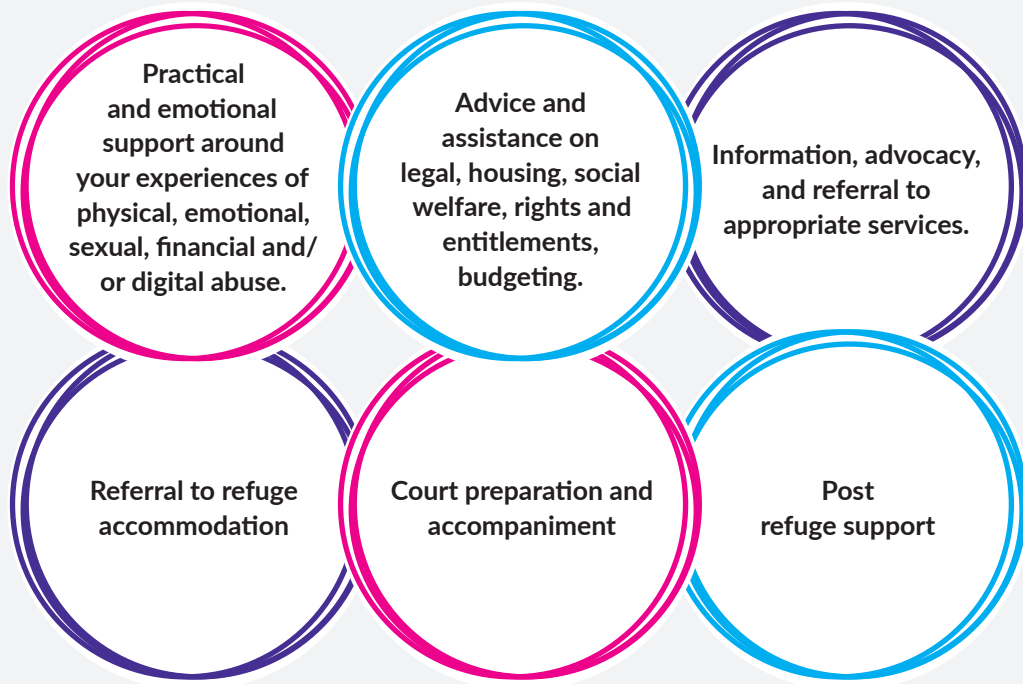 Practical
and emotional
support around
your experiences of
physical, emotional,
sexual, financial and/
or digital abuse.
Advice and
assistance on
legal, housing, social
welfare, rights and
entitlements,
budgeting.
Information, advocacy,
and referral to
appropriate services.
Referral to refuge
accommodation
Court preparation and
accompaniment
Post
refuge support